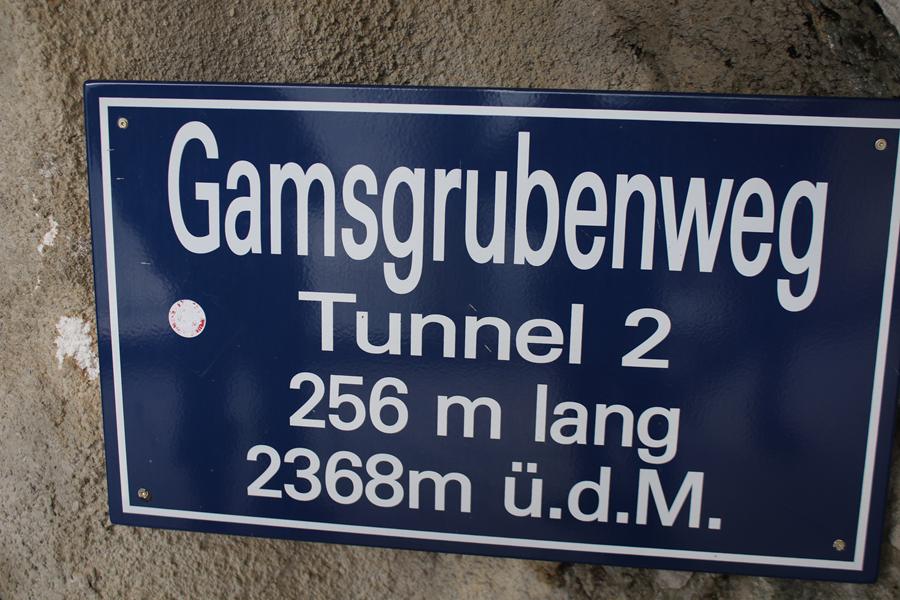 Gamsgrubenweg
Tunnel 2
256 m lang
2368m ü.d.M.